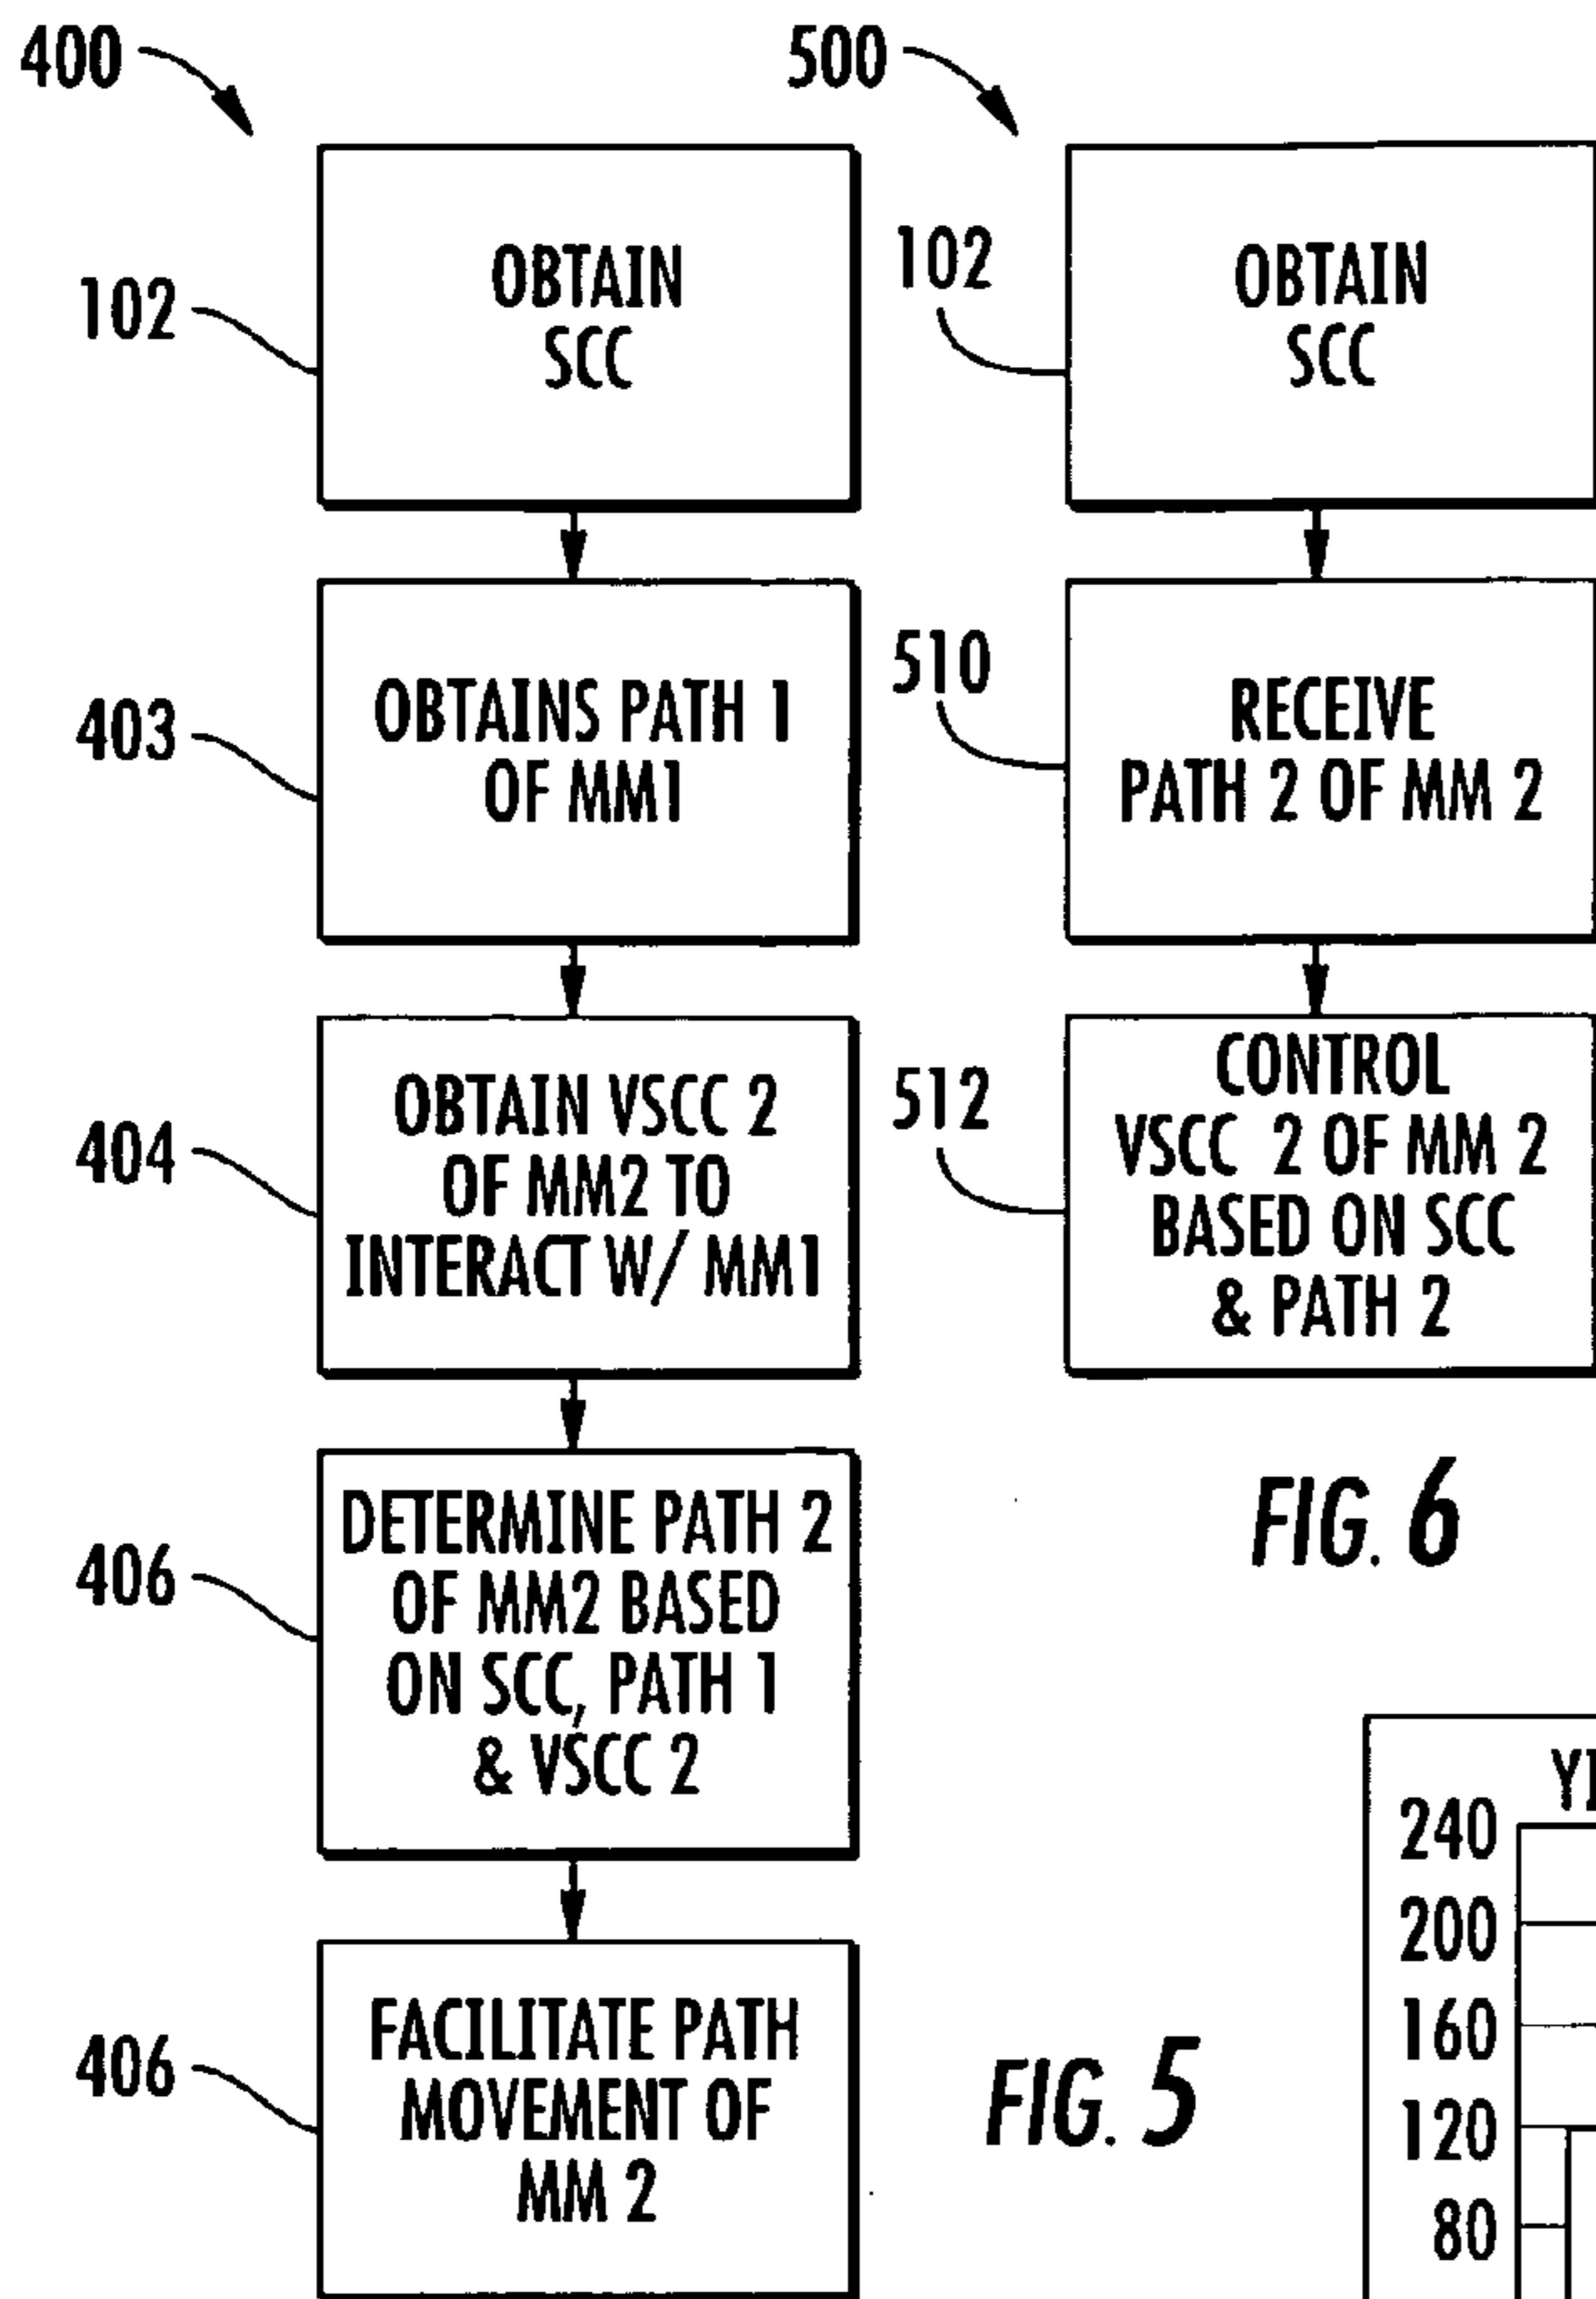 400
102
OBTAIN
SCC
403
OBTAINS PATH 1
OF MM1
404
OBTAIN VSCC 2
OF MM2 TO
INTERACT W/ MM1
406
DETERMINE PATH 2
OF MM2 BASED
ON SCC, PATH 1
& VSCC 2
406
FACILITATE PATH
MOVEMENT OF
MM 2
FIG. 5
500
102
OBTAIN
SCC
510
RECEIVE
PATH 2 OF MM 2
512
CONTROL
VSCC 2 OF MM 2
BASED ON SCC
& PATH 2
FIG. 6
240
200
160
120
80